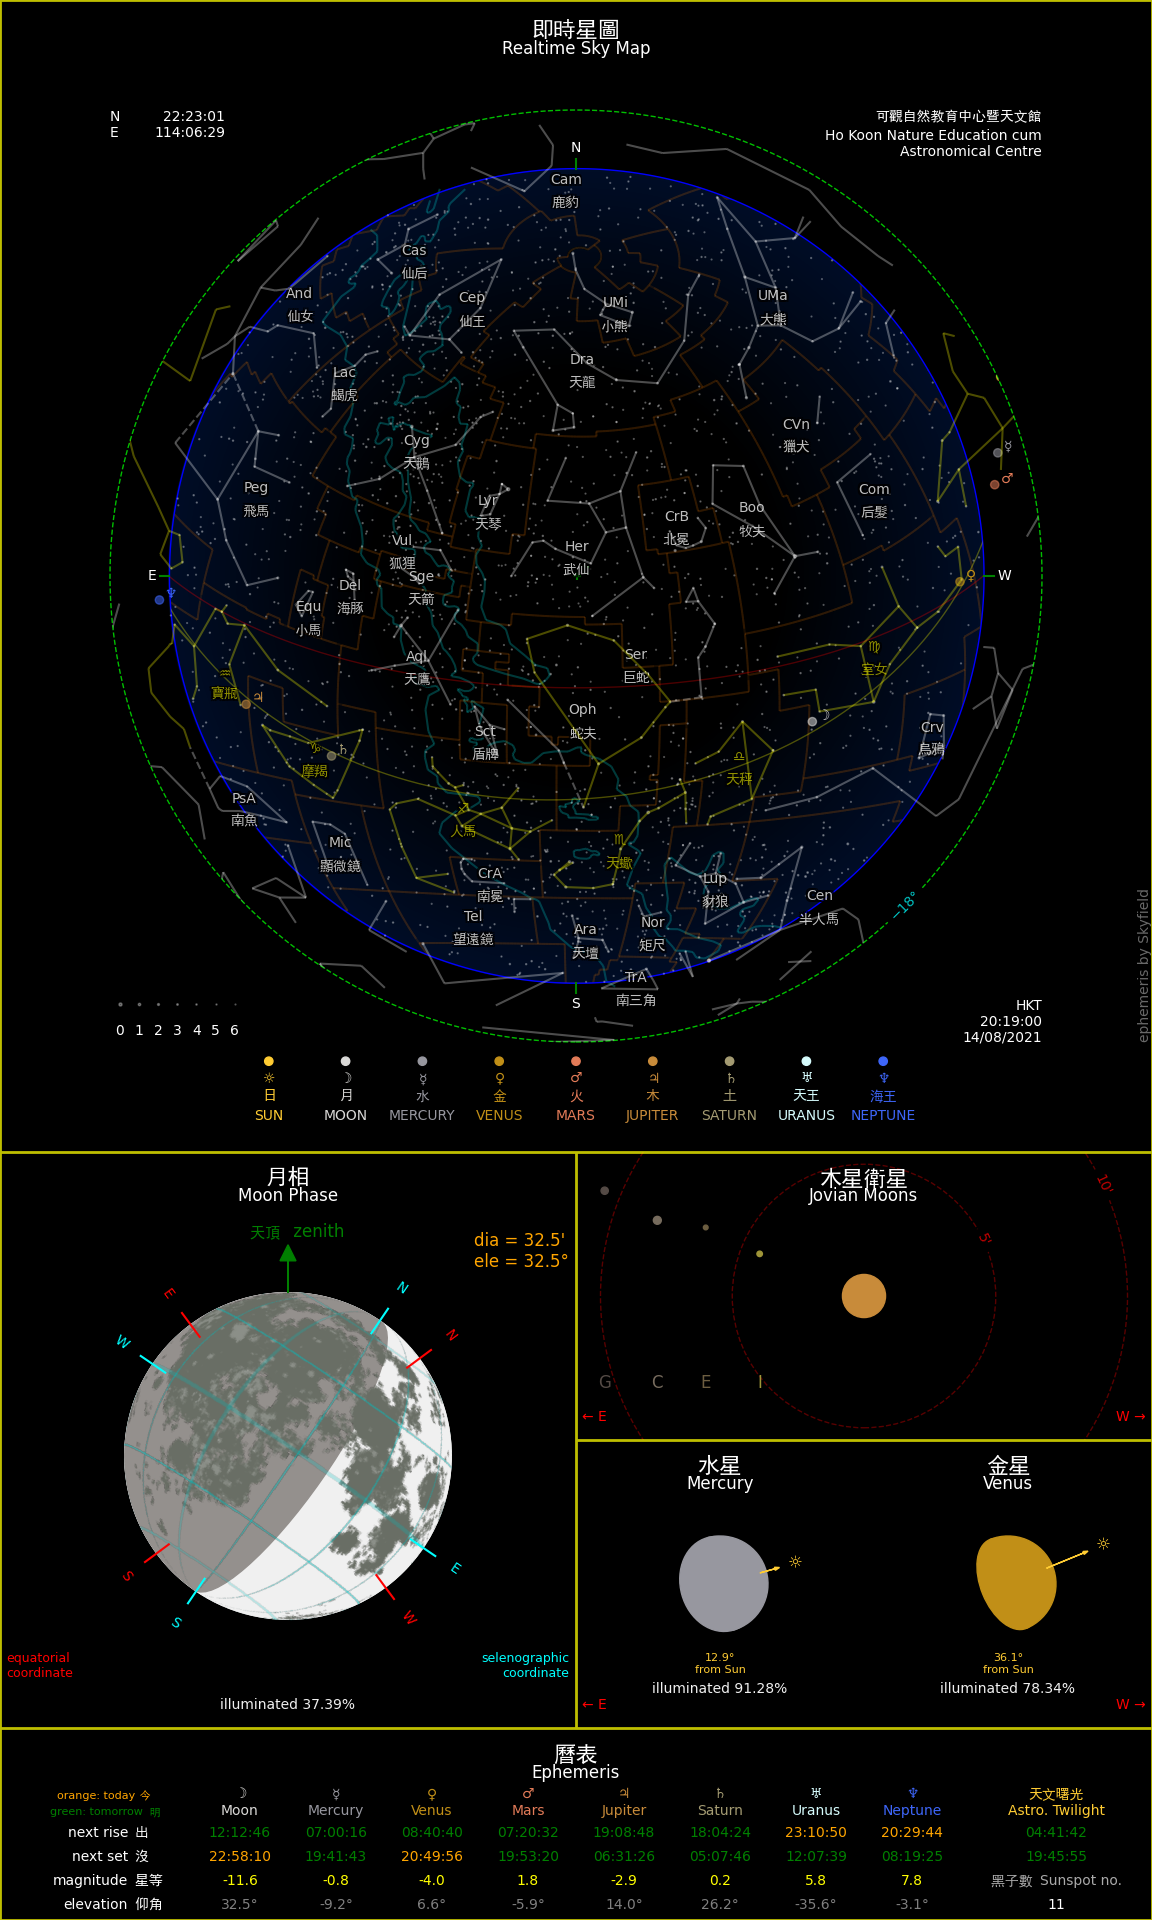 即時星圖
Realtime Sky Map
N 22:23:01
E 114:06:29
可觀自然教育中心暨天文館
Ho Koon Nature Education cum
Astronomical Centre
N
Cam
鹿豹
Cas
仙后
And
仙女
Cep
仙王
UMi
小熊
UMa
大熊
Dra
天龍
Lac
蝎虎
CVn
獵犬
Cyg
天鵝
☿
♂
Peg
飛馬
Lyr
天琴
CrB
北冕
Boo
牧夫
Com
后髮
Vul
狐狸
Her
武仙
E
W
♀
♆
Sge
天箭
Del
海豚
Equ
小馬
Aql
天鷹
Ser
巨蛇
♍
室女
♒
寶瓶
♃
Oph
蛇夫
☽
Sct
盾牌
Crv
烏鴉
♑
摩羯
♄
♎
天秤
PsA
南魚
♐
人馬
♏
天蠍
Mic
顯微鏡
CrA
南冕
Lup
豺狼
Cen
半人馬
−18°
Tel
望遠鏡
Ara
天壇
Nor
矩尺
TrA
南三角
S
ephemeris by Skyfield
0 1 2 3 4 5 6
HKT
20:19:00
14/08/2021
☼ ☽ ☿ ♀ ♂ ♃ ♄ ♅ ♆
日 月 水 金 火 木 土 天王 海王
SUN MOON MERCURY VENUS MARS JUPITER SATURN URANUS NEPTUNE
月相
Moon Phase
天頂 zenith
dia = 32.5'
ele = 32.5°
E
N
W
N
S
E
S
W
equatorial
coordinate
selenographic
coordinate
illuminated 37.39%
木星衛星
Jovian Moons
10'
5'
G C E I
← E
W →
水星
Mercury
金星
Venus
☼
☼
12.9°
from Sun
36.1°
from Sun
illuminated 91.28%
illuminated 78.34%
← E
W →
曆表
Ephemeris
orange: today 今
green: tomorrow 明
☽ ☿ ♀ ♂ ♃ ♄ ♅ ♆ 天文曙光
Moon Mercury Venus Mars Jupiter Saturn Uranus Neptune Astro. Twilight
next rise 出 12:12:46 07:00:16 08:40:40 07:20:32 19:08:48 18:04:24 23:10:50 20:29:44 04:41:42
next set 沒 22:58:10 19:41:43 20:49:56 19:53:20 06:31:26 05:07:46 12:07:39 08:19:25 19:45:55
magnitude 星等 -11.6 -0.8 -4.0 1.8 -2.9 0.2 5.8 7.8 黑子數 Sunspot no.
elevation 仰角 32.5° -9.2° 6.6° -5.9° 14.0° 26.2° -35.6° -3.1° 11